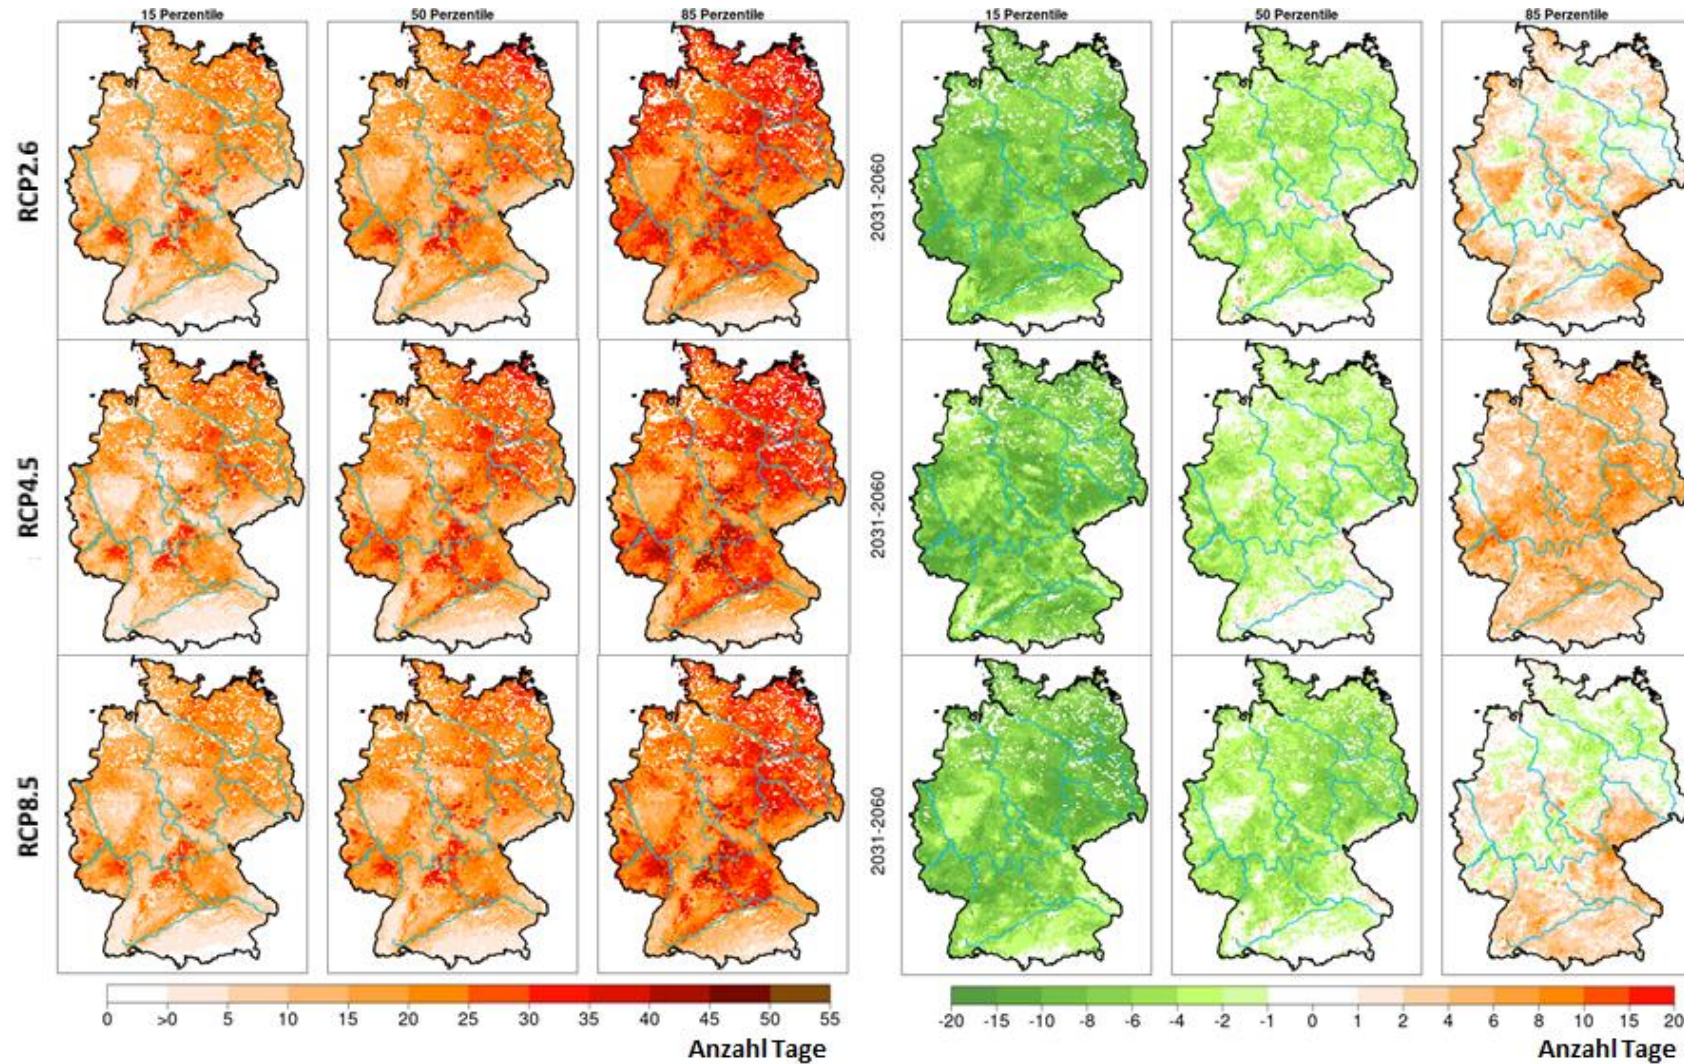 15 Perzentile 50 Perzentile 85 Perzentile 15 Perzentile 50 Perzentile 85 Perzentile
RCP2.6
2031-2060
RCP4.5
2031-2060
RCP8.5
2031-2060
0 >0 5 10 15 20 25 30 35 40 45 50 55
-20 -15 -10 -8 -6 -4 -2 -1 0 1 2 4 6 8 10 15 20
Anzahl Tage Anzahl Tage